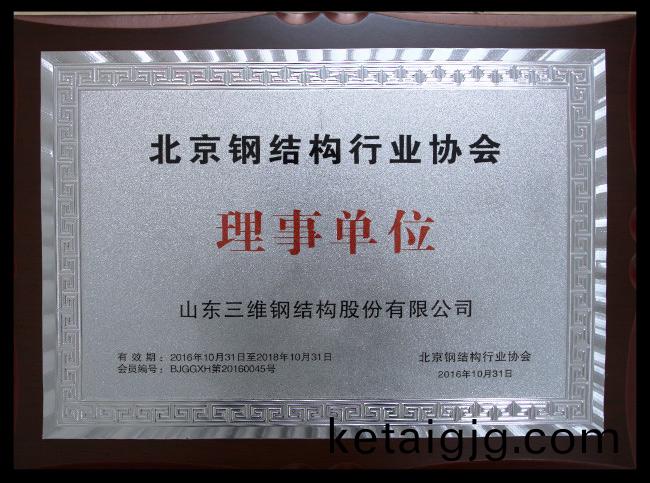 北京钢结构行业协会
理事单位
山东三维钢结构股份有限公司
有 效 期：2016年10月31日至2018年10月31日
会员编号：BJGGXH第20160045号
北京钢结构行业协会
2016年10月31日
ketaigjg.com